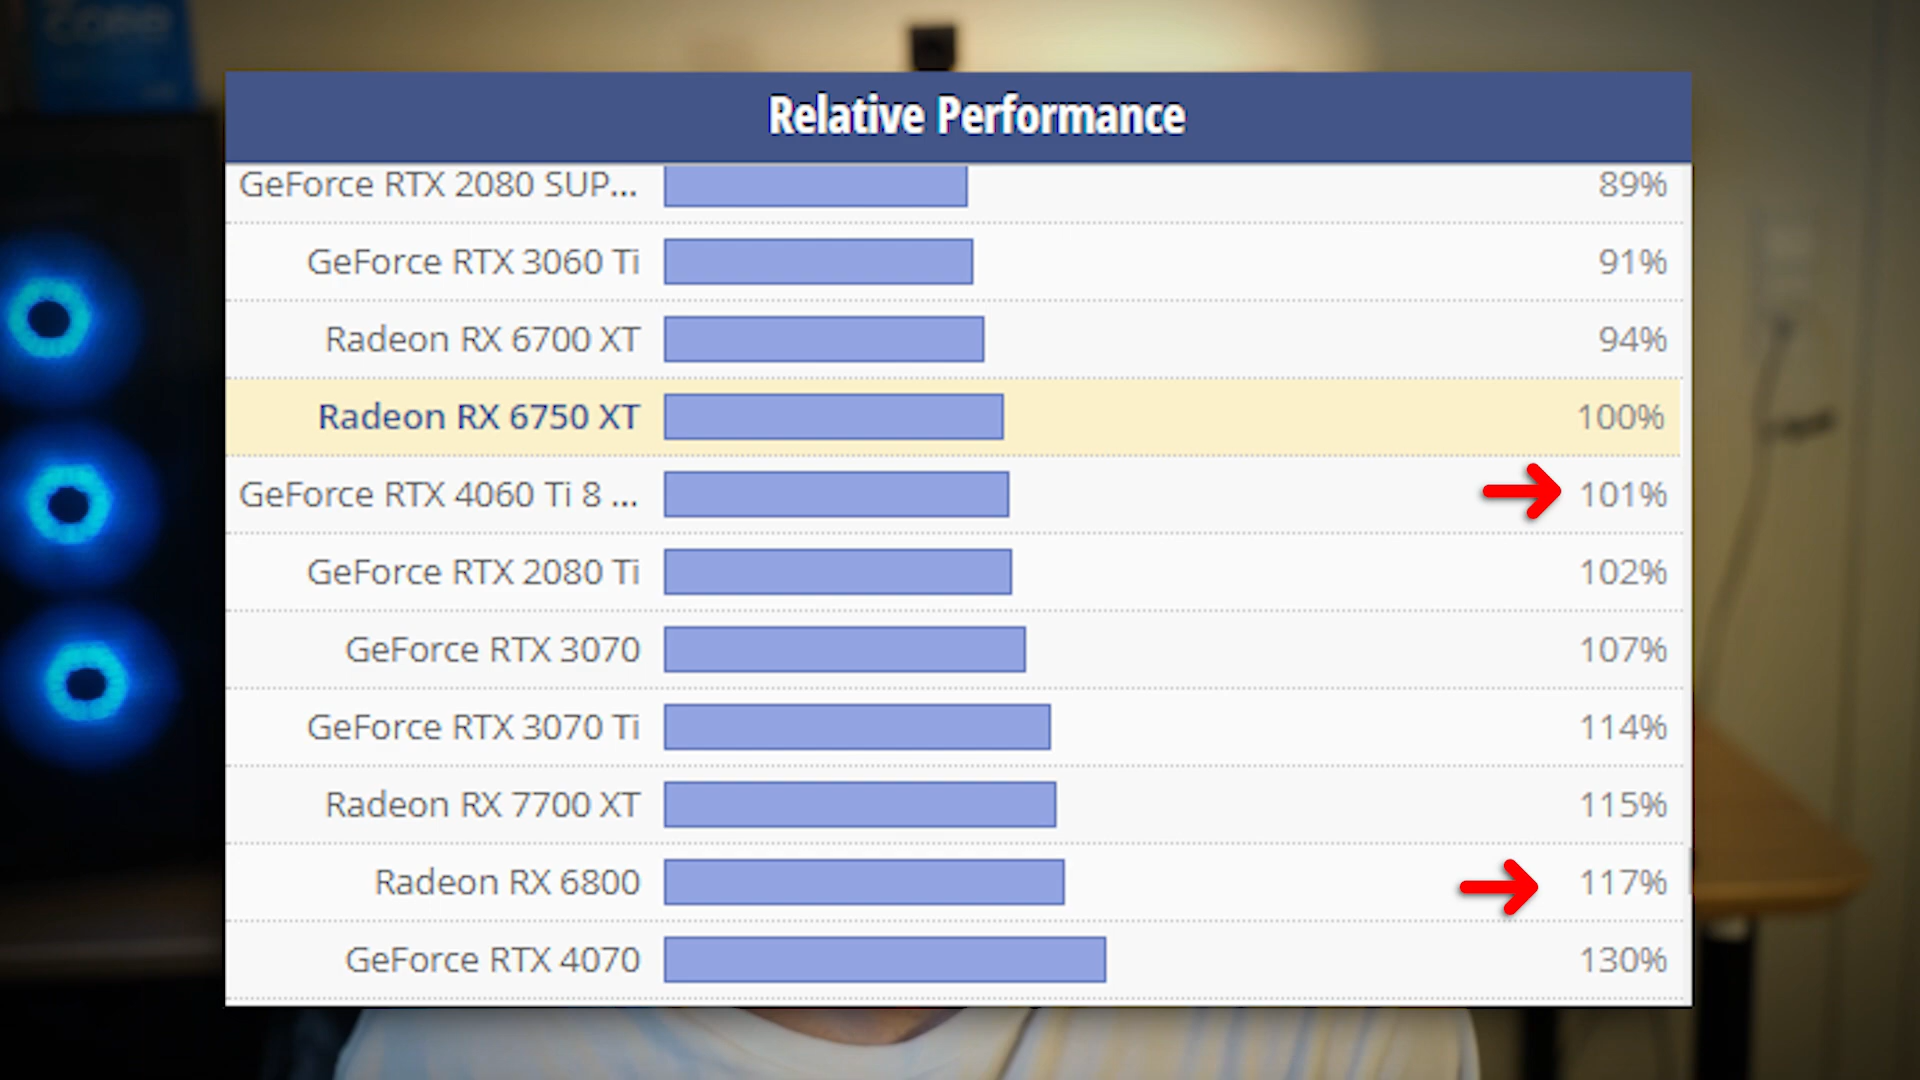 Relative Performance
GeForce RTX 2080 SUP... 89%
GeForce RTX 3060 Ti 91%
Radeon RX 6700 XT 94%
Radeon RX 6750 XT 100%
GeForce RTX 4060 Ti 8 ... 101%
GeForce RTX 2080 Ti 102%
GeForce RTX 3070 107%
GeForce RTX 3070 Ti 114%
Radeon RX 7700 XT 115%
Radeon RX 6800 117%
GeForce RTX 4070 130%